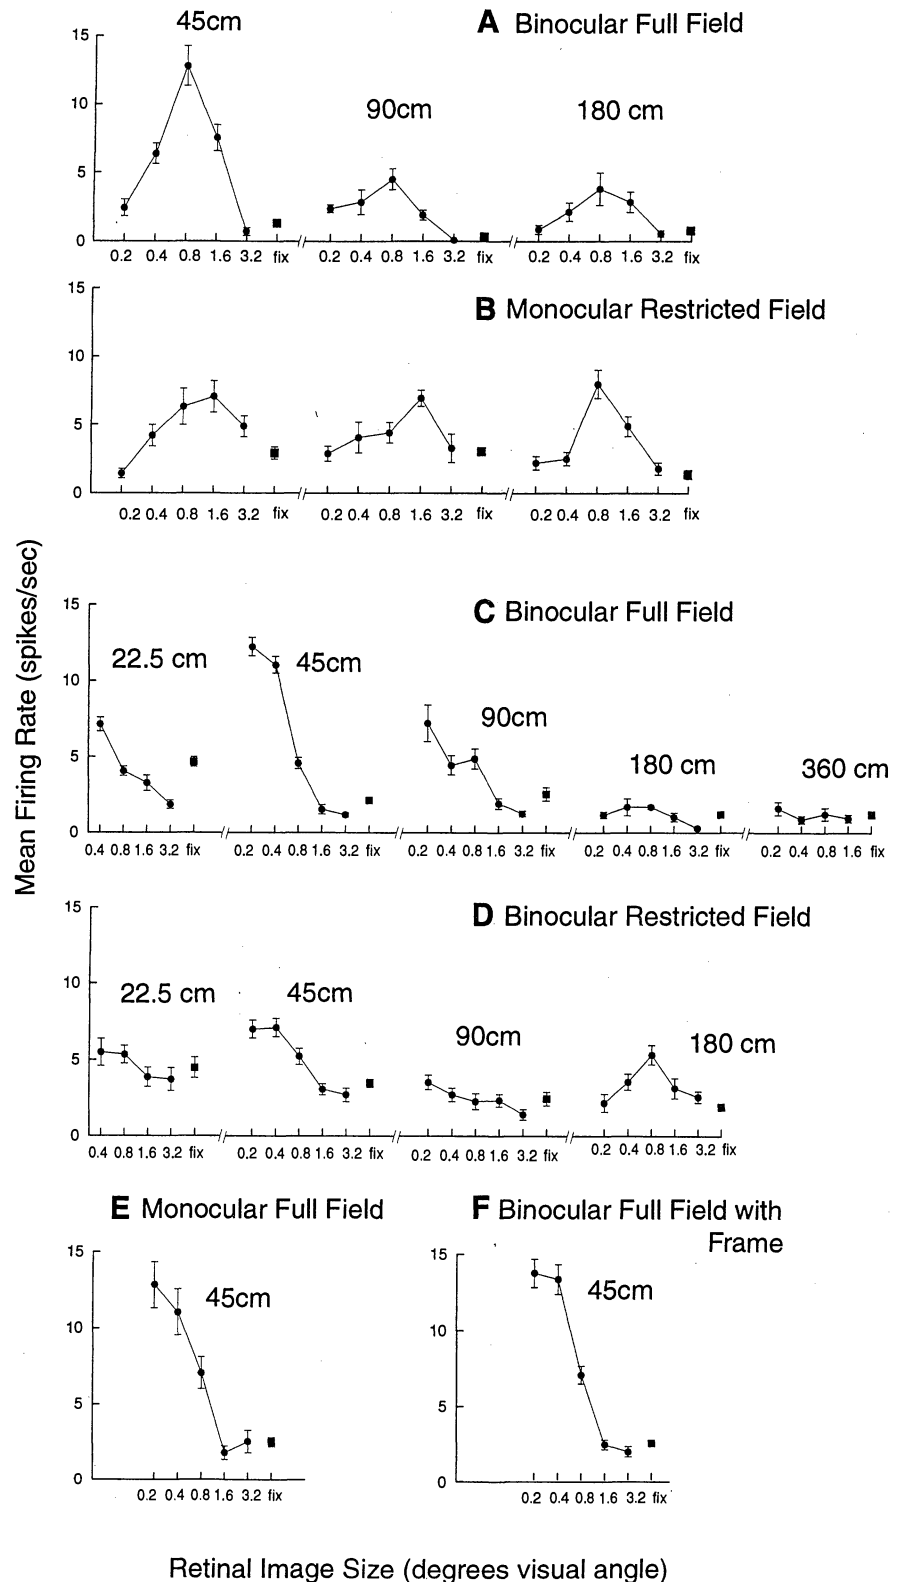 45cm
A Binocular Full Field
15
90cm
180 cm
10
5
0
0.2 0.4 0.8 1.6 3.2 fix 0.2 0.4 0.8 1.6 3.2 fix 0.2 0.4 0.8 1.6 3.2 fix
15
B Monocular Restricted Field
10
5
0
0.2 0.4 0.8 1.6 3.2 fix 0.2 0.4 0.8 1.6 3.2 fix 0.2 0.4 0.8 1.6 3.2 fix
Mean Firing Rate (spikes/sec)
15
C Binocular Full Field
22.5 cm
45cm
90cm
180 cm
360 cm
10
5
0
0.4 0.8 1.6 3.2 fix 0.2 0.4 0.8 1.6 3.2 fix 0.2 0.4 0.8 1.6 3.2 fix 0.2 0.4 0.8 1.6 3.2 fix 0.2 0.4 0.8 1.6 fix
15
D Binocular Restricted Field
10
22.5 cm
45cm
90cm
180 cm
5
0
0.4 0.8 1.6 3.2 fix 0.2 0.4 0.8 1.6 3.2 fix 0.2 0.4 0.8 1.6 3.2 fix 0.2 0.4 0.8 1.6 3.2 fix
E Monocular Full Field
15
45cm
10
5
0
0.2 0.4 0.8 1.6 3.2 fix
F Binocular Full Field with
Frame
15
45cm
10
5
0
0.2 0.4 0.8 1.6 3.2 fix
Retinal Image Size (degrees visual angle)